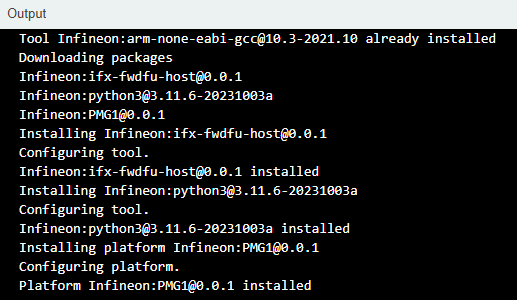 Output
Tool Infineon:arm-none-eabi-gcc@10.3-2021.10 already installed
Downloading packages
Infineon:ifx-fwdfu-host@0.0.1
Infineon:python3@3.11.6-20231003a
Infineon:PMG1@0.0.1
Installing Infineon:ifx-fwdfu-host@0.0.1
Configuring tool.
Infineon:ifx-fwdfu-host@0.0.1 installed
Installing Infineon:python3@3.11.6-20231003a
Configuring tool.
Infineon:python3@3.11.6-20231003a installed
Installing platform Infineon:PMG1@0.0.1
Configuring platform.
Platform Infineon:PMG1@0.0.1 installed